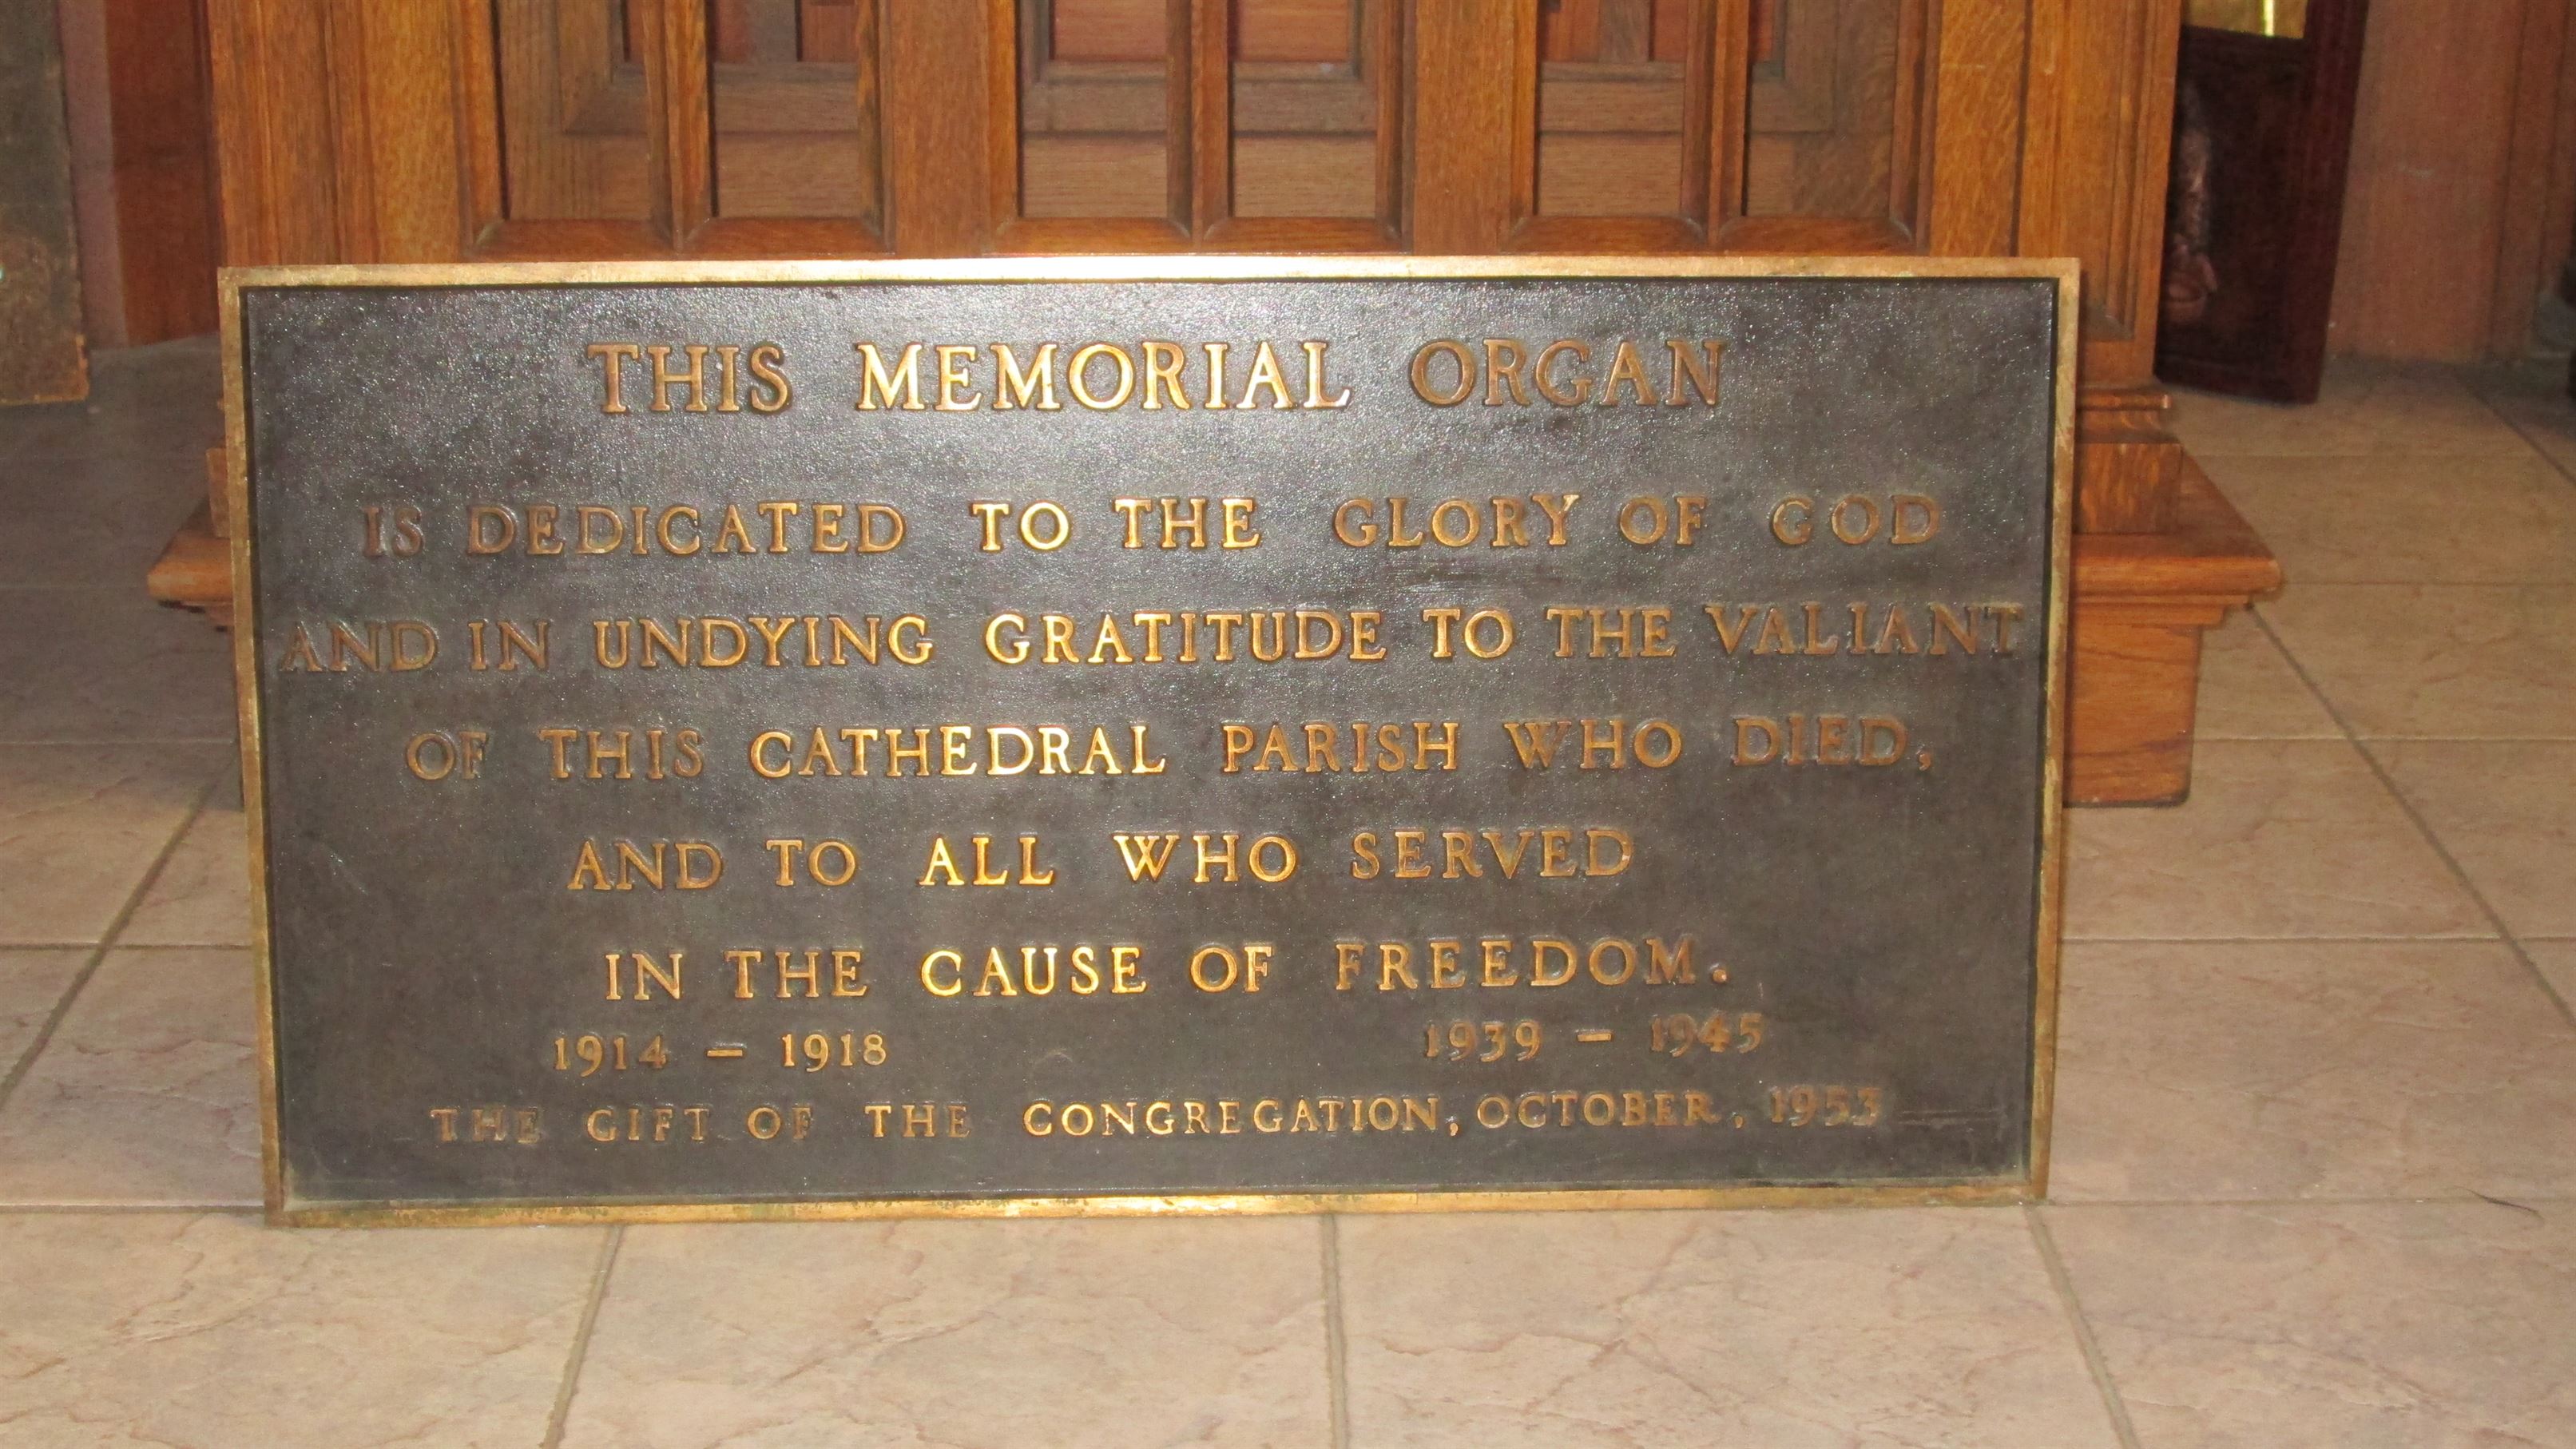 THIS MEMORIAL ORGAN
IS DEDICATED TO THE GLORY OF GOD
AND IN UNDYING GRATITUDE TO THE VALIANT
OF THIS CATHEDRAL PARISH WHO DIED,
AND TO ALL WHO SERVED
IN THE CAUSE OF FREEDOM.
1914 – 1918 1939 – 1945
THE GIFT OF THE CONGREGATION, OCTOBER, 1953